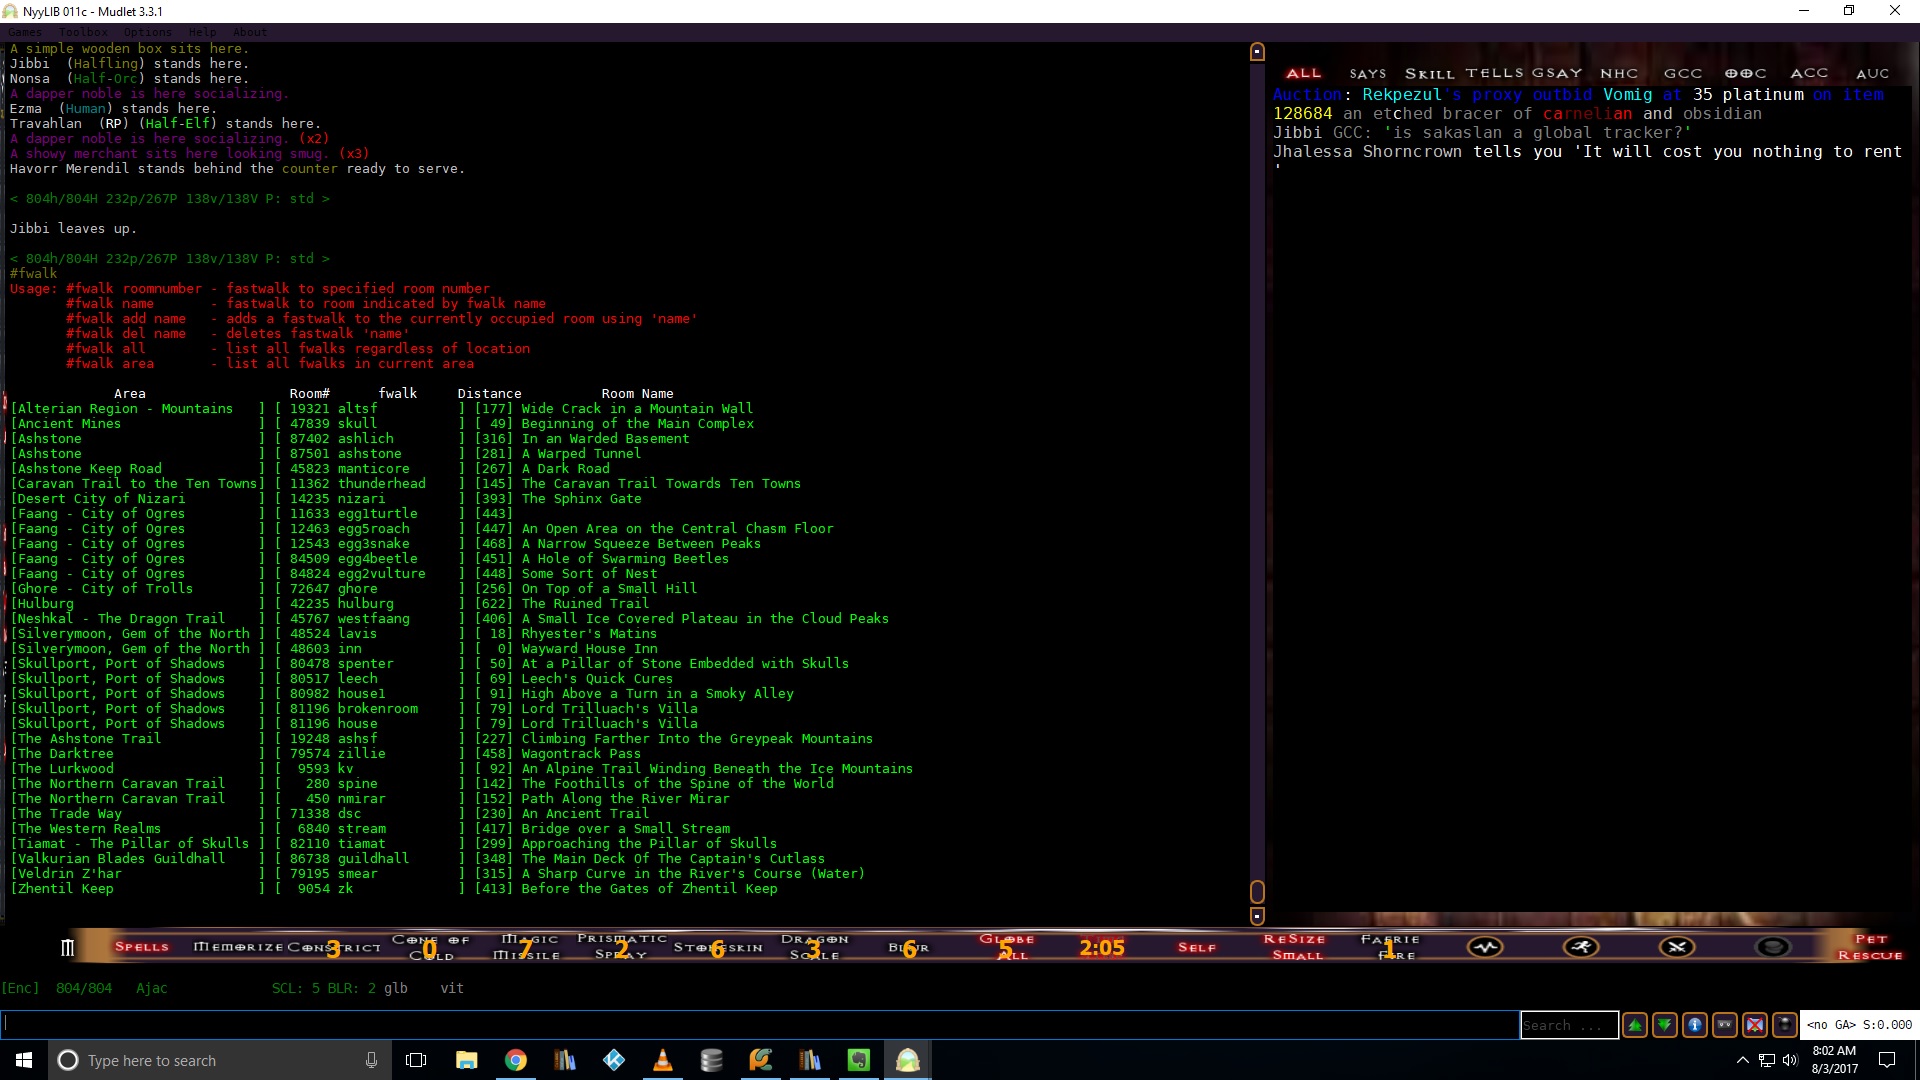 NyyLIB 011c - Mudlet 3.3.1
Games Toolbox Options Help About
A simple wooden box sits here.
Jibbi  (Halfling) stands here.
Nonsa  (Half-Orc) stands here.
A dapper noble is here socializing.
Ezma  (Human) stands here.
Travahlan  (RP) (Half-Elf) stands here.
A dapper noble is here socializing. (x2)
A showy merchant sits here looking smug. (x3)
Havorr Merendil stands behind the counter ready to serve.
< 804h/804H 232p/267P 138v/138V P: std >
Jibbi leaves up.
< 804h/804H 232p/267P 138v/138V P: std >
#fwalk
Usage: #fwalk roomnumber - fastwalk to specified room number
#fwalk name - fastwalk to room indicated by fwalk name
#fwalk add name - adds a fastwalk to the currently occupied room using 'name'
#fwalk del name - deletes fastwalk 'name'
#fwalk all - list all fwalks regardless of location
#fwalk area - list all fwalks in current area
Area Room# fwalk Distance Room Name
[Alterian Region - Mountains ] [ 19321 altsf ] [177] Wide Crack in a Mountain Wall
[Ancient Mines ] [ 47839 skull ] [ 49] Beginning of the Main Complex
[Ashstone ] [ 87402 ashlich ] [316] In an Warded Basement
[Ashstone ] [ 87501 ashstone ] [281] A Warped Tunnel
[Ashstone Keep Road ] [ 45823 manticore ] [267] A Dark Road
[Caravan Trail to the Ten Towns] [ 11362 thunderhead ] [145] The Caravan Trail Towards Ten Towns
[Desert City of Nizari ] [ 14235 nizari ] [393] The Sphinx Gate
[Faang - City of Ogres ] [ 11633 egg1turtle ] [443]
[Faang - City of Ogres ] [ 12463 egg5roach ] [447] An Open Area on the Central Chasm Floor
[Faang - City of Ogres ] [ 12543 egg3snake ] [468] A Narrow Squeeze Between Peaks
[Faang - City of Ogres ] [ 84509 egg4beetle ] [451] A Hole of Swarming Beetles
[Faang - City of Ogres ] [ 84824 egg2vulture ] [448] Some Sort of Nest
[Ghore - City of Trolls ] [ 72647 ghore ] [256] On Top of a Small Hill
[Hulburg ] [ 42235 hulburg ] [622] The Ruined Trail
[Neshkal - The Dragon Trail ] [ 45767 westfaang ] [406] A Small Ice Covered Plateau in the Cloud Peaks
[Silverymoon, Gem of the North ] [ 48524 lavis ] [ 18] Rhyester's Matins
[Silverymoon, Gem of the North ] [ 48603 inn ] [ 0] Wayward House Inn
[Skullport, Port of Shadows ] [ 80478 spenter ] [ 50] At a Pillar of Stone Embedded with Skulls
[Skullport, Port of Shadows ] [ 80517 leech ] [ 69] Leech's Quick Cures
[Skullport, Port of Shadows ] [ 80982 house1 ] [ 91] High Above a Turn in a Smoky Alley
[Skullport, Port of Shadows ] [ 81196 brokenroom ] [ 79] Lord Trilluach's Villa
[Skullport, Port of Shadows ] [ 81196 house ] [ 79] Lord Trilluach's Villa
[The Ashstone Trail ] [ 19248 ashsf ] [227] Climbing Farther Into the Greypeak Mountains
[The Darktree ] [ 79574 zillie ] [458] Wagontrack Pass
[The Lurkwood ] [ 9593 kv ] [ 92] An Alpine Trail Winding Beneath the Ice Mountains
[The Northern Caravan Trail ] [ 280 spine ] [142] The Foothills of the Spine of the World
[The Northern Caravan Trail ] [ 450 nmirar ] [152] Path Along the River Mirar
[The Trade Way ] [ 71338 dsc ] [230] An Ancient Trail
[The Western Realms ] [ 6840 stream ] [417] Bridge over a Small Stream
[Tiamat - The Pillar of Skulls ] [ 82110 tiamat ] [299] Approaching the Pillar of Skulls
[Valkurian Blades Guildhall ] [ 86738 guildhall ] [348] The Main Deck Of The Captain's Cutlass
[Veldrin Z'har ] [ 79195 smear ] [315] A Sharp Curve in the River's Course (Water)
[Zhentil Keep ] [ 9054 zk ] [413] Before the Gates of Zhentil Keep
ALL SAYS SKILL TELLS GSAY NHC GCC OOC ACC AUC
Auction: Rekpezul's proxy outbid Vomig at 35 platinum on item
128684 an etched bracer of carnelian and obsidian
Jibbi GCC: 'is sakaslan a global tracker?'
Jhalessa Shorncrown tells you 'It will cost you nothing to rent
'
SPELLS MEMORIZE CONSTRICT 3 CONE OF COLD 0 MAGIC MISSILE 7 PRISMATIC SPRAY 2 STONESKIN 6 DRAGON SCALE 3 BLUR 6 GLOBE ALL 5 2:05 SELF RESIZE SMALL FAERIE FIRE 1 PET RESCUE
[Enc] 804/804 Ajac SCL: 5 BLR: 2 glb vit
Search ...
<no GA> S:0.000
Type here to search
8:02 AM
8/3/2017